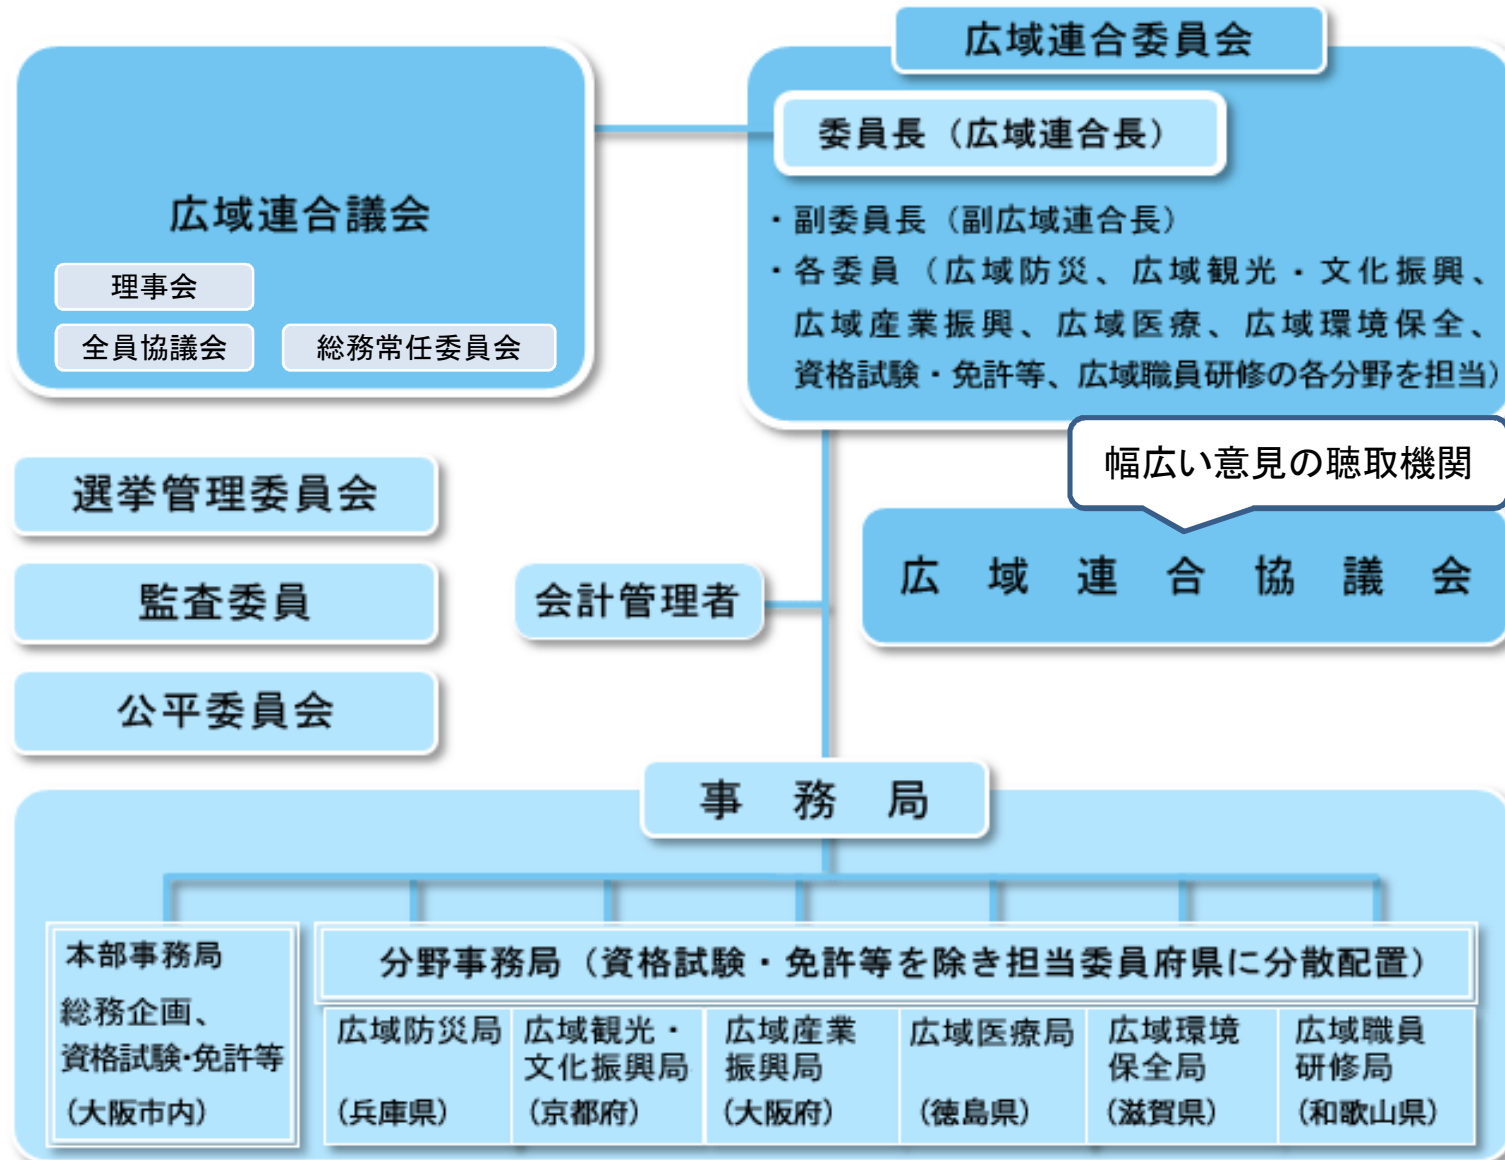 広域連合議会
理事会
全員協議会
総務常任委員会
広域連合委員会
委員長（広域連合長）
・副委員長（副広域連合長）
・各委員（広域防災、広域観光・文化振興、
広域産業振興、広域医療、広域環境保全、
資格試験・免許等、広域職員研修の各分野を担当）
幅広い意見の聴取機関
広域連合協議会
選挙管理委員会
監査委員
公平委員会
会計管理者
事務局
本部事務局
総務企画、
資格試験・免許等
（大阪市内）
分野事務局（資格試験・免許等を除き担当委員府県に分散配置）
広域防災局
（兵庫県）
広域観光・
文化振興局
（京都府）
広域産業
振興局
（大阪府）
広域医療局
（徳島県）
広域環境
保全局
（滋賀県）
広域職員
研修局
（和歌山県）